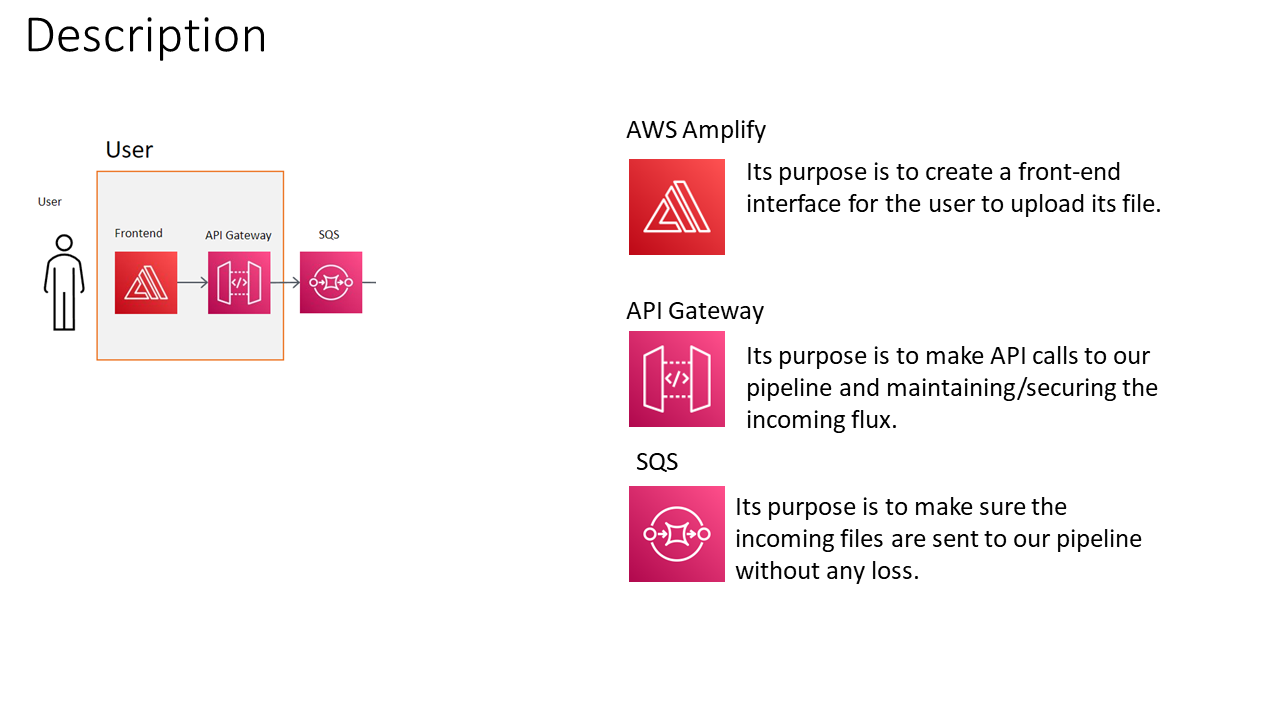 Description
User
User
Frontend
API Gateway
SQS
AWS Amplify
Its purpose is to create a front-end
interface for the user to upload its file.
API Gateway
Its purpose is to make API calls to our
pipeline and maintaining/securing the
incoming flux.
SQS
Its purpose is to make sure the
incoming files are sent to our pipeline
without any loss.